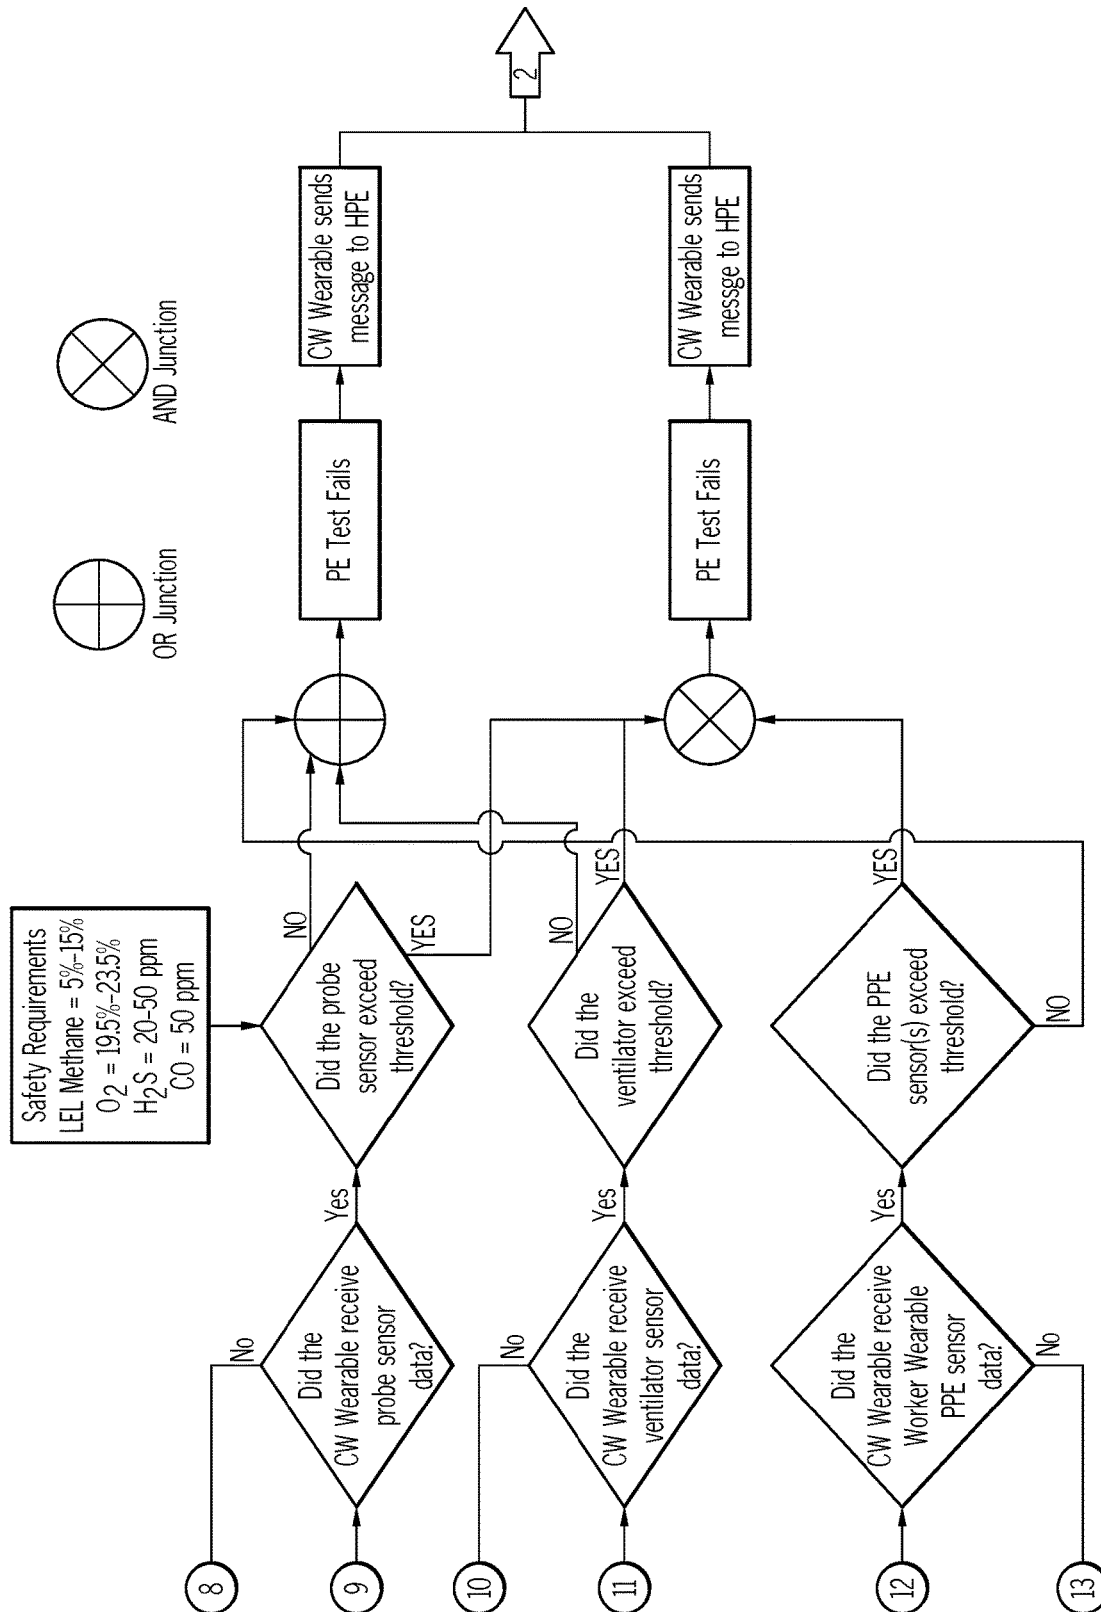 8
9
10
11
12
13
No
Did the
CW Wearable receive
probe sensor
data?
Yes
No
Did the
CW Wearable receive
ventilator sensor
data?
Yes
Did the
CW Wearable receive
Worker Wearable
PPE sensor
data?
Yes
No
Safety Requirements
LEL Methane = 5%-15%
O2 = 19.5%-23.5%
H2S = 20-50 ppm
CO = 50 ppm
NO
Did the probe
sensor exceed
threshold?
YES
NO
Did the
ventilator exceed
threshold?
YES
Did the PPE
sensor(s) exceed
threshold?
YES
NO
OR Junction
AND Junction
PE Test Fails
CW Wearable sends
message to HPE
PE Test Fails
CW Wearable sends
messge to HPE
2